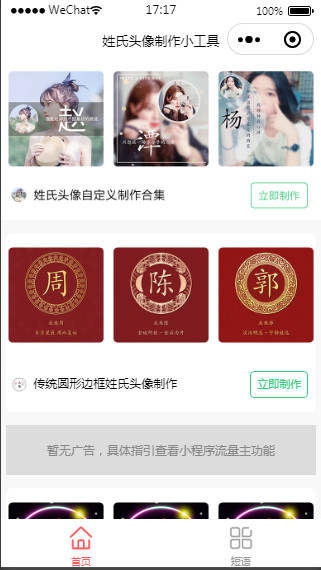 WeChat 17:17 100%
姓氏头像制作小工具
赵
谭
杨
姓氏头像自定义制作合集
立即制作
周
陈
郭
传统圆形边框姓氏头像制作
立即制作
暂无广告，具体指引查看小程序流量主功能
首页
短语